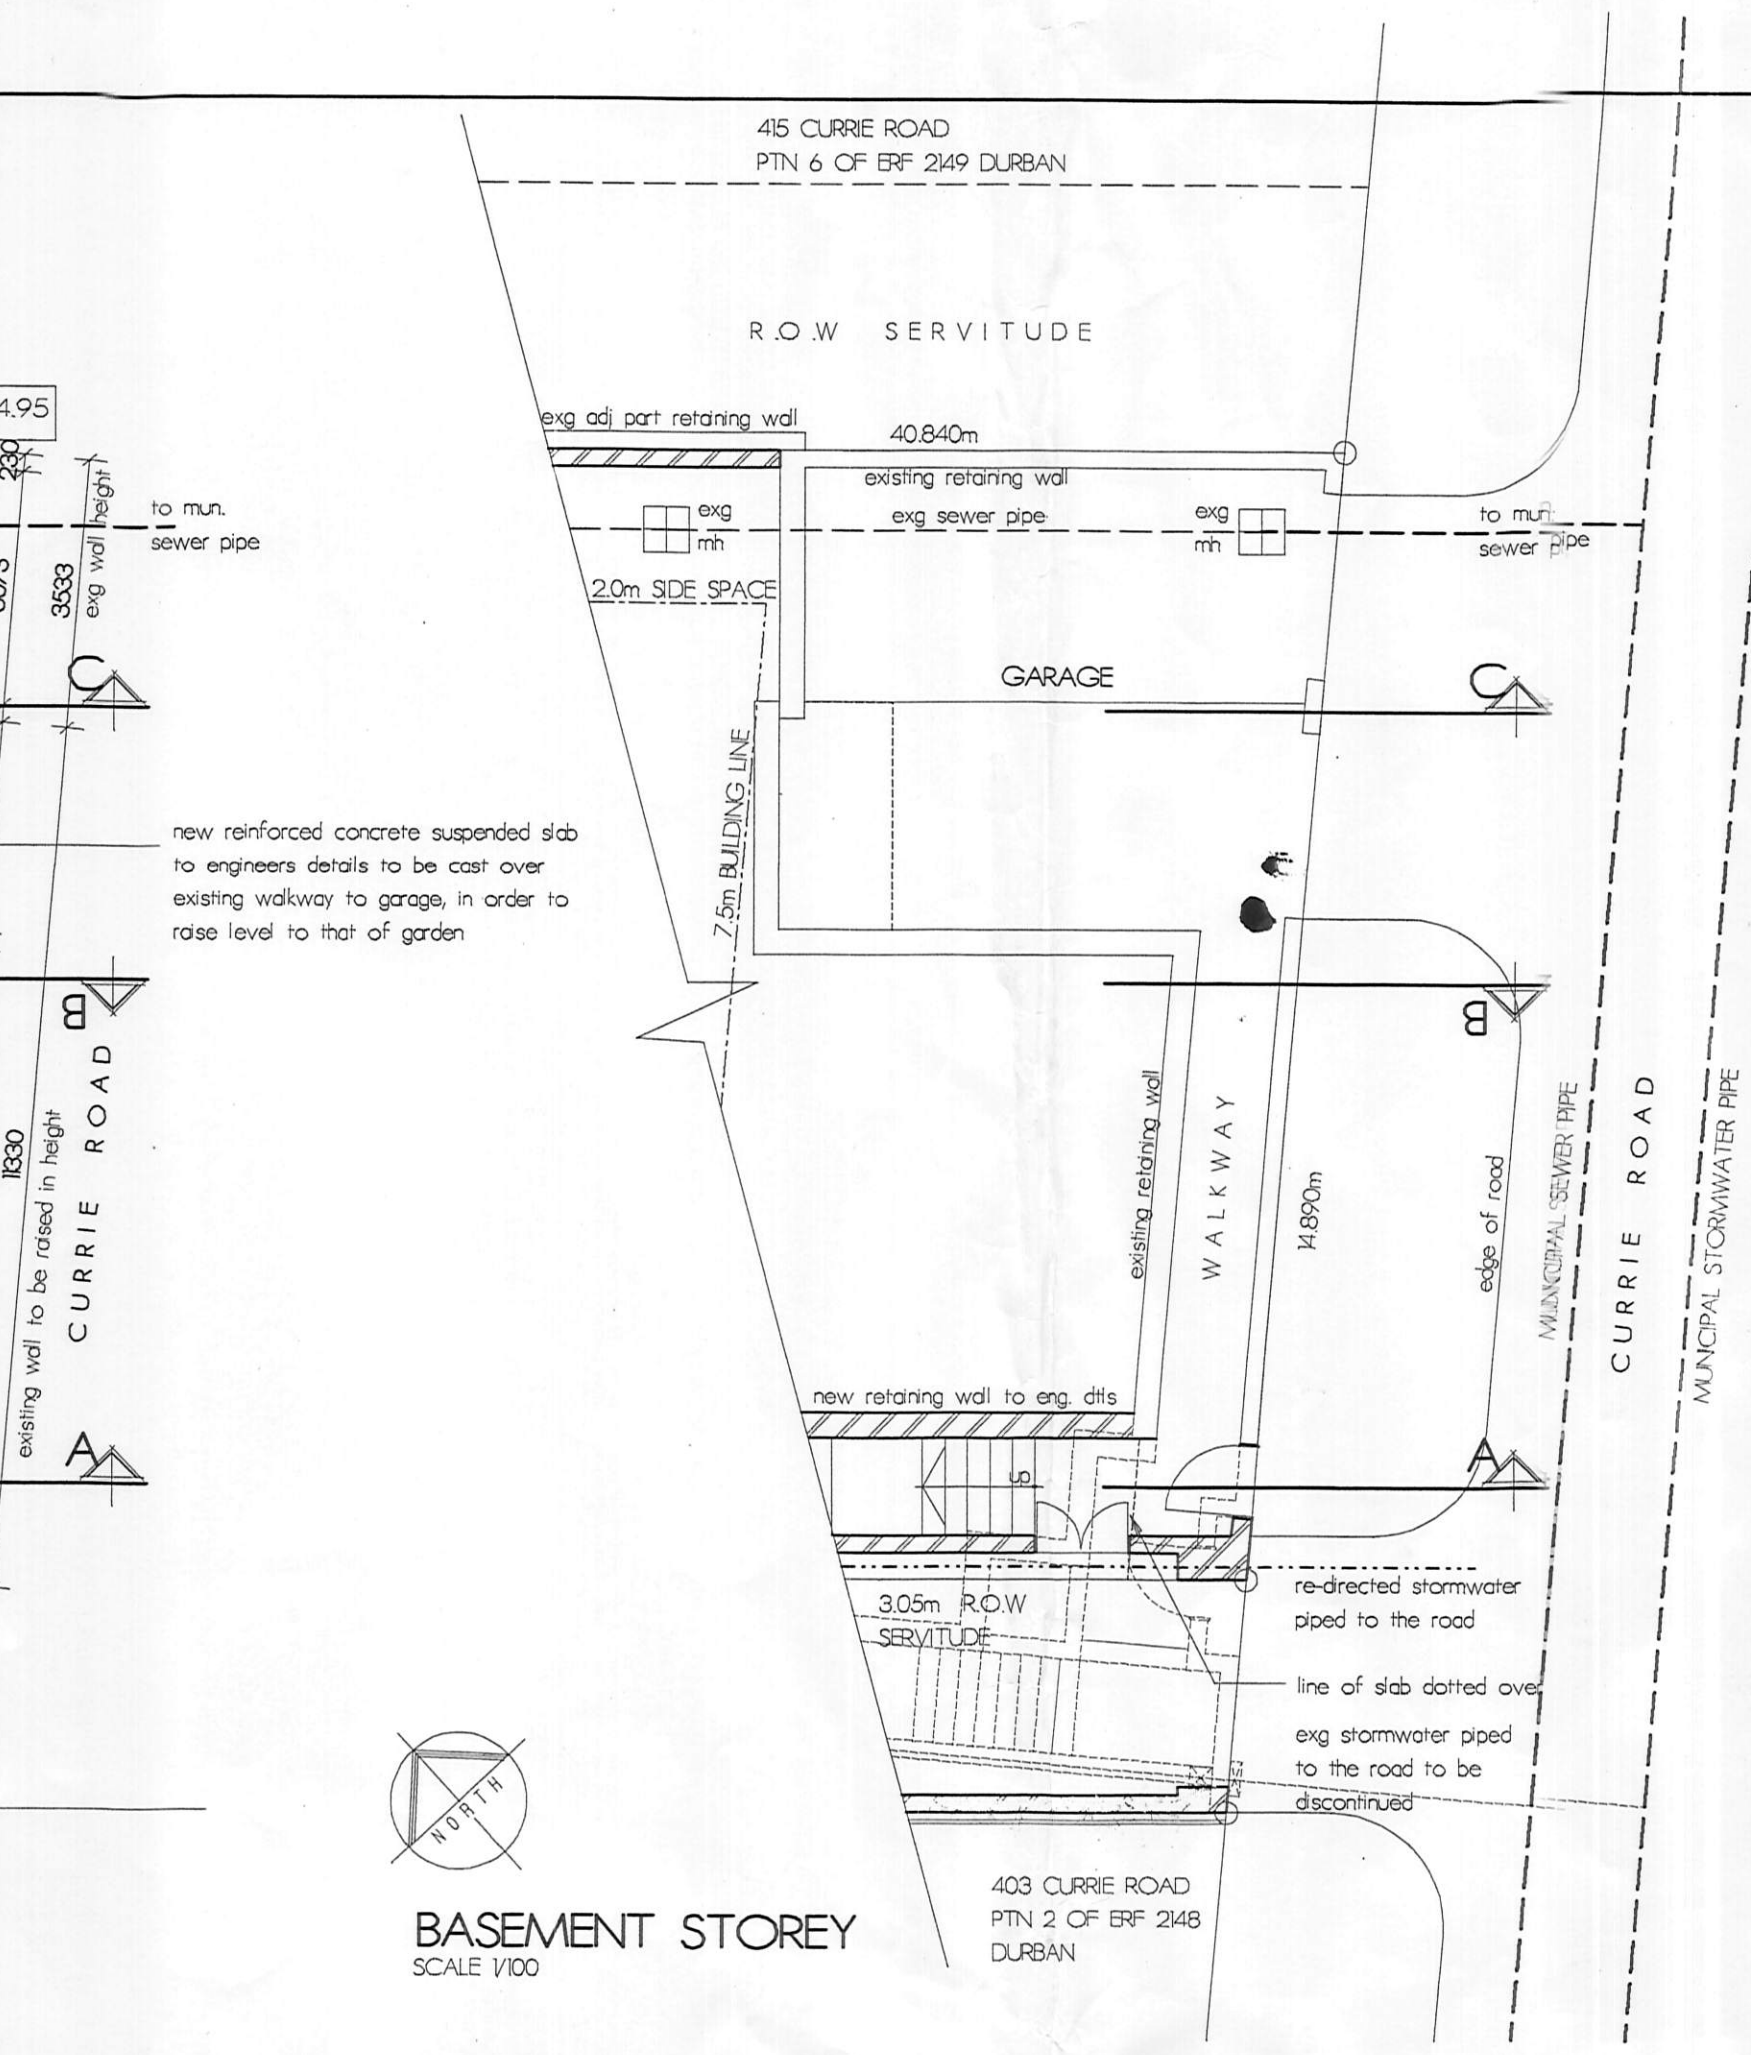 415 CURRIE ROAD
PTN 6 OF ERF 2149 DURBAN
R.O.W SERVITUDE
4.95
230
exg wall height
3533
to mun.
sewer pipe
C
exg adj part retaining wall
40.840m
existing retaining wall
exg
mh
exg sewer pipe
exg
mh
to mun.
sewer pipe
2.0m SIDE SPACE
GARAGE
C
7.5m BUILDING LINE
new reinforced concrete suspended slab
to engineers details to be cast over
existing walkway to garage, in order to
raise level to that of garden
B
B
11330
existing wall to be raised in height
CURRIE ROAD
A
existing retaining wall
WALKWAY
14.890m
edge of road
MUNICIPAL SEWER PIPE
CURRIE ROAD
MUNCIPAL STORMWATER PIPE
new retaining wall to eng. dtls
up
A
3.05m R.O.W
SERVITUDE
re-directed stormwater
piped to the road
line of slab dotted over
exg stormwater piped
to the road to be
discontinued
NORTH
BASEMENT STOREY
SCALE 1/100
403 CURRIE ROAD
PTN 2 OF ERF 2148
DURBAN